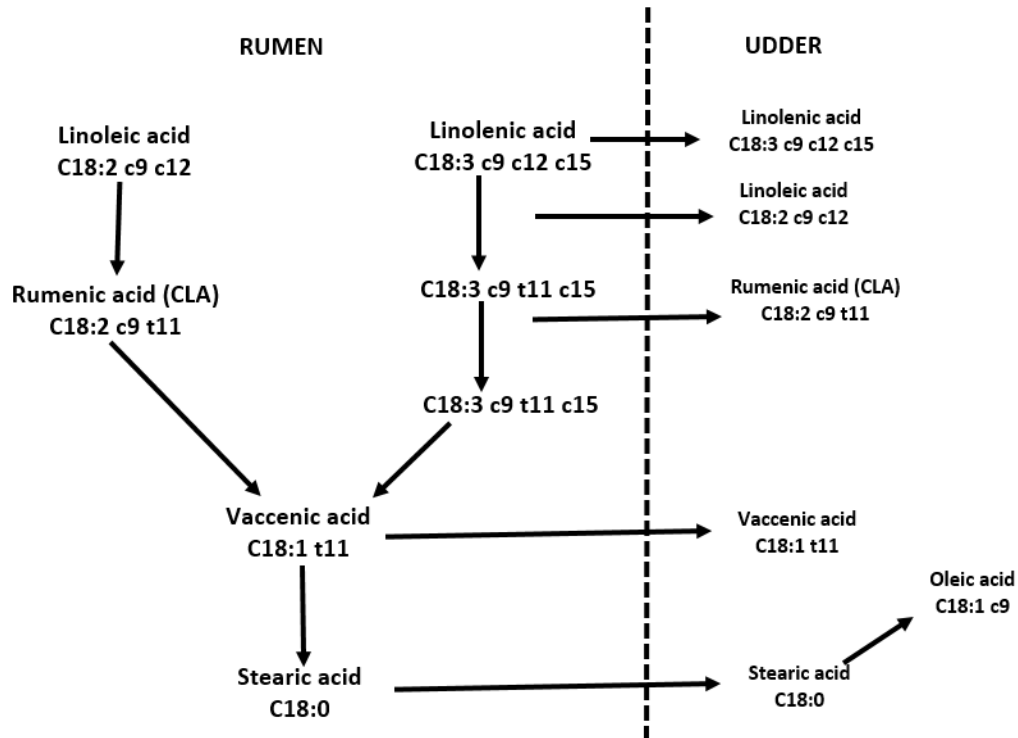 RUMEN
UDDER
Linoleic acid
C18:2 c9 c12
Linolenic acid
C18:3 c9 c12 c15
Linolenic acid
C18:3 c9 c12 c15
Linoleic acid
C18:2 c9 c12
Rumenic acid (CLA)
C18:2 c9 t11
C18:3 c9 t11 c15
Rumenic acid (CLA)
C18:2 c9 t11
C18:3 c9 t11 c15
Vaccenic acid
C18:1 t11
Vaccenic acid
C18:1 t11
Oleic acid
C18:1 c9
Stearic acid
C18:0
Stearic acid
C18:0